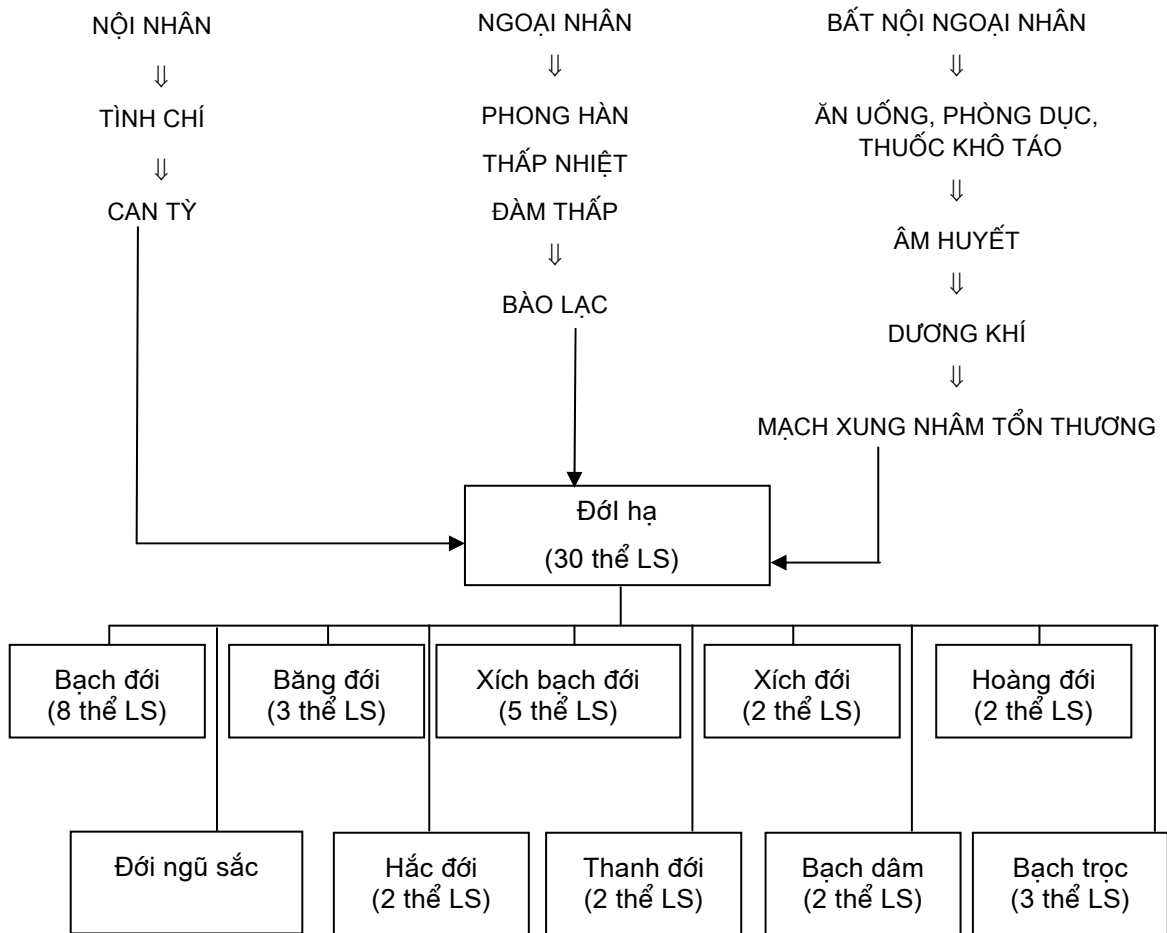 NỘI NHÂN
⇓
TÌNH CHÍ
⇓
CAN TỲ
NGOẠI NHÂN
⇓
PHONG HÀN
THẤP NHIỆT
ĐÀM THẤP
⇓
BÀO LẠC
BẤT NỘI NGOẠI NHÂN
⇓
ĂN UỐNG, PHÒNG DỤC,
THUỐC KHÔ TÁO
⇓
ÂM HUYẾT
⇓
DƯƠNG KHÍ
⇓
MẠCH XUNG NHÂM TỔN THƯƠNG
ĐớI hạ
(30 thể LS)
Bạch đới
(8 thể LS)
Băng đới
(3 thể LS)
Xích bạch đới
(5 thể LS)
Xích đới
(2 thể LS)
Hoàng đới
(2 thể LS)
Đới ngũ sắc
Hắc đới
(2 thể LS)
Thanh đới
(2 thể LS)
Bạch dâm
(2 thể LS)
Bạch trọc
(3 thể LS)